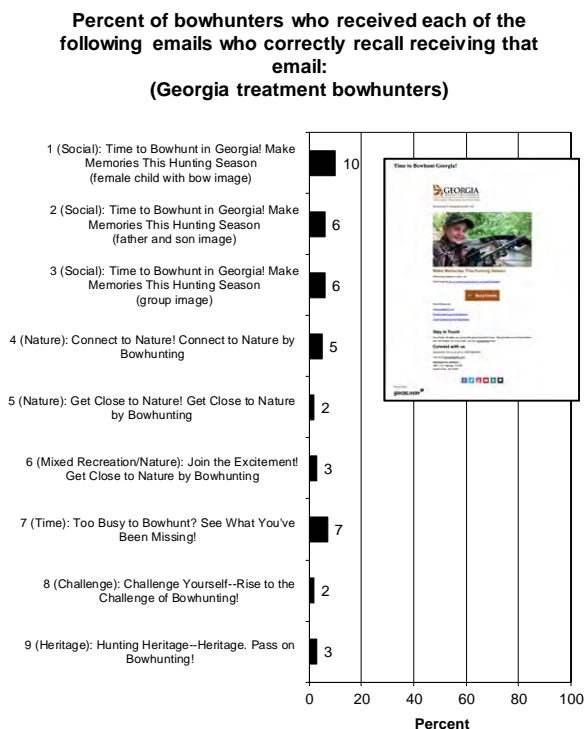 Percent of bowhunters who received each of the
following emails who correctly recall receiving that
email:
(Georgia treatment bowhunters)
1 (Social): Time to Bowhunt in Georgia! Make
Memories This Hunting Season
(female child with bow image)
10
2 (Social): Time to Bowhunt in Georgia! Make
Memories This Hunting Season
(father and son image)
6
3 (Social): Time to Bowhunt in Georgia! Make
Memories This Hunting Season
(group image)
6
4 (Nature): Connect to Nature! Connect to Nature by
Bowhunting
5
5 (Nature): Get Close to Nature! Get Close to Nature
by Bowhunting
2
6 (Mixed Recreation/Nature): Join the Excitement!
Get Close to Nature by Bowhunting
3
7 (Time): Too Busy to Bowhunt? See What You've
Been Missing!
7
8 (Challenge): Challenge Yourself--Rise to the
Challenge of Bowhunting!
2
9 (Heritage): Hunting Heritage--Heritage. Pass on
Bowhunting!
3
0 20 40 60 80 100
Percent
Time to Bowhunt Georgia!
GEORGIA
Make Memories This Hunting Season
Stay in Touch
Connect with us